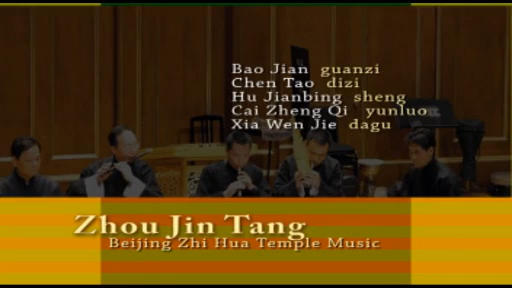 Bao Jian guanzi
Chen Tao dizi
Hu Jianbing sheng
Cai Zheng Qi yunluo
Xia Wen Jie dagu
Zhou Jin Tang
Beijing Zhi Hua Temple Music